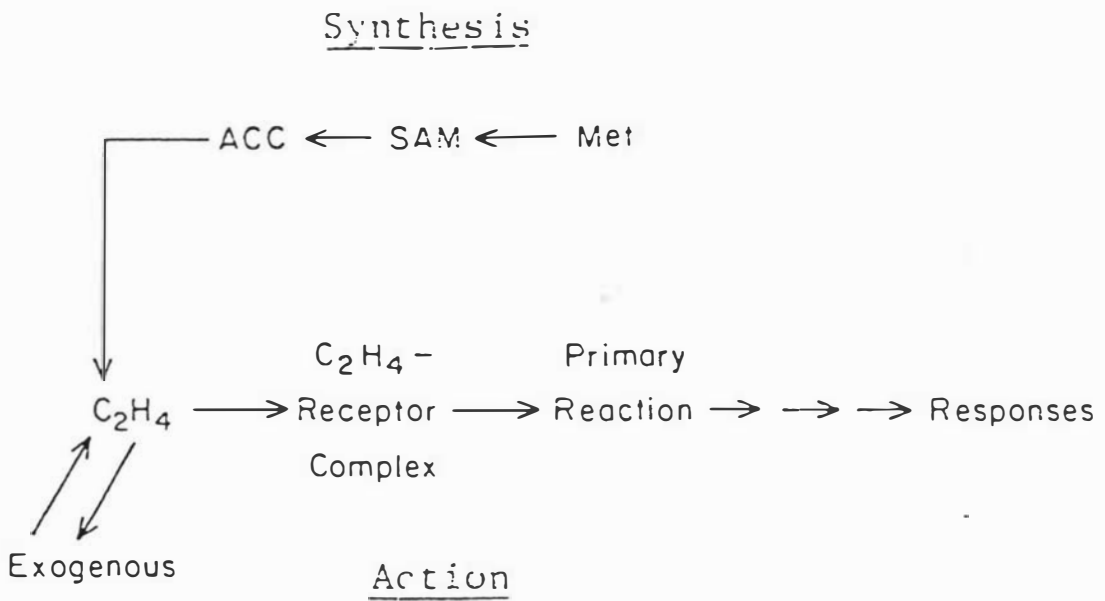 Synthesis
ACC ← SAM ← Met
C₂H₄ –
Primary
C₂H₄ → Receptor → Reaction → → → Responses
Complex
Exogenous
Action